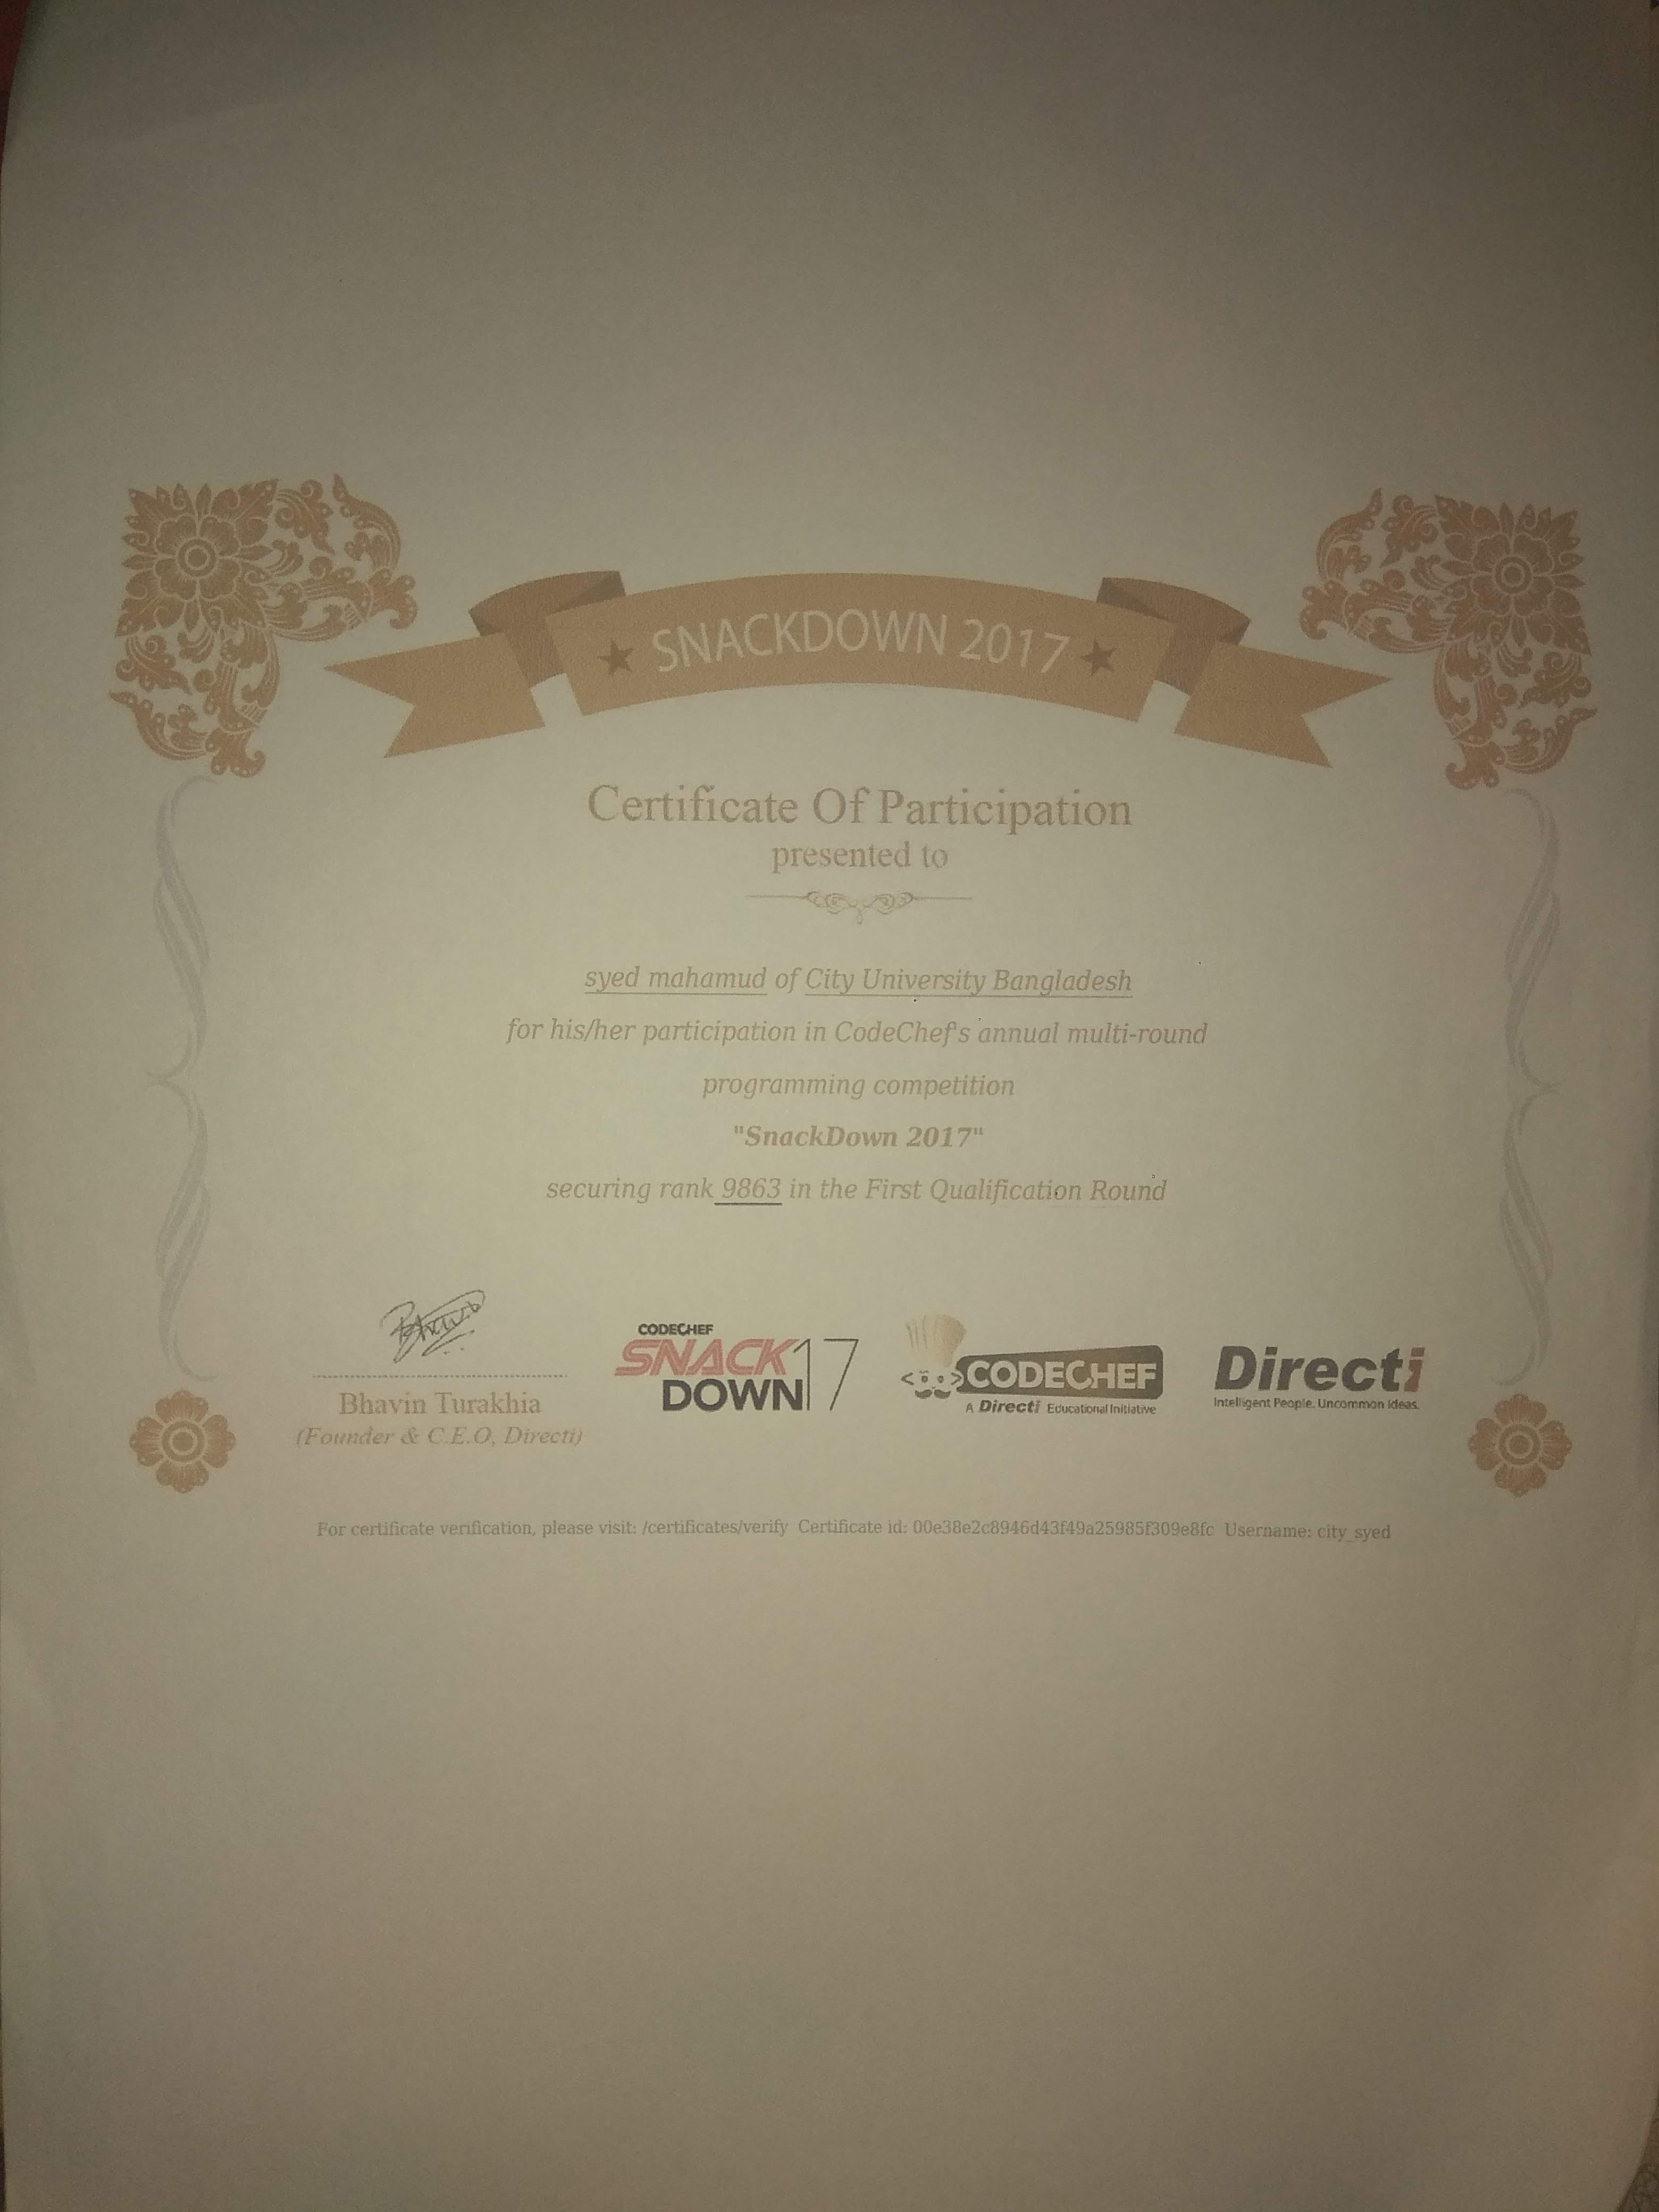 SNACKDOWN 2017
Certificate Of Participation
presented to
syed mahamud of City University Bangladesh
for his/her participation in CodeChef's annual multi-round
programming competition
"SnackDown 2017"
securing rank 9863 in the First Qualification Round
Bhavin Turakhia
(Founder & C.E.O, Directi)
CODECHEF
SNACK
DOWN 17
CODECHEF
A Directi Educational Initiative
Directi
Intelligent People. Uncommon Ideas.
For certificate verification, please visit: /certificates/verify Certificate id: 00e38e2c8946d43f49a25985f309e8fc Username: city_syed